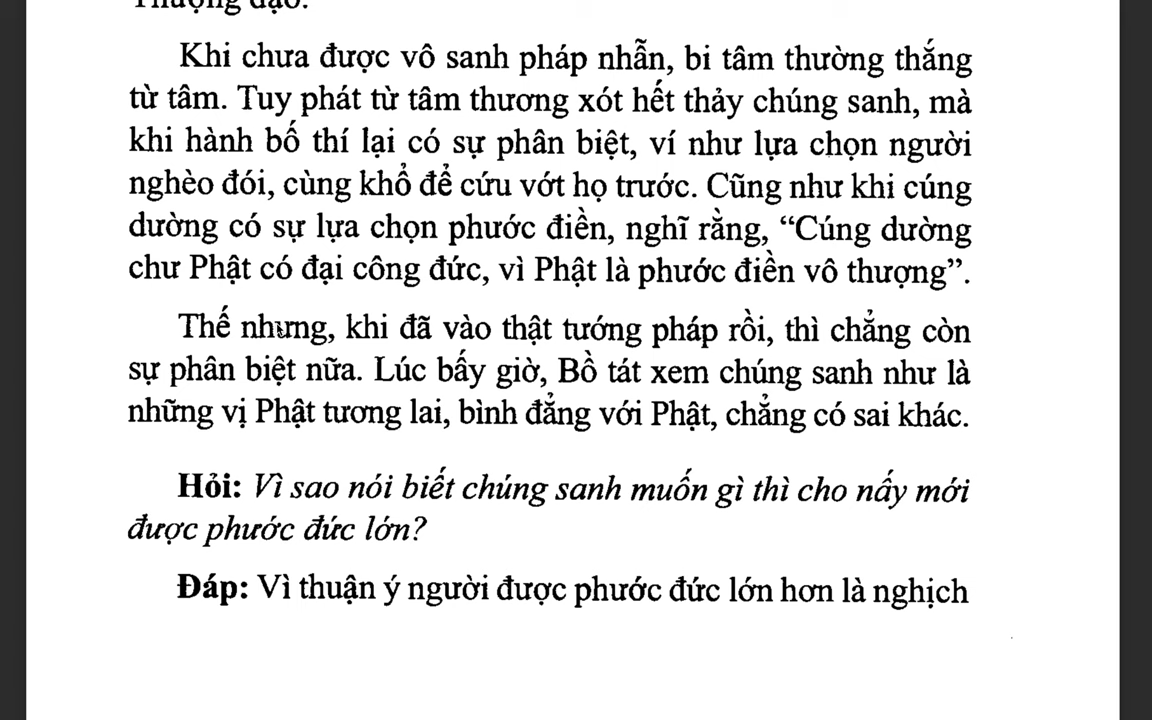 Thượng đạo.
Khi chưa được vô sanh pháp nhẫn, bi tâm thường thắng
từ tâm. Tuy phát từ tâm thương xót hết thảy chúng sanh, mà
khi hành bố thí lại có sự phân biệt, ví như lựa chọn người
nghèo đói, cùng khổ để cứu vớt họ trước. Cũng như khi cúng
dường có sự lựa chọn phước điền, nghĩ rằng, “Cúng dường
chư Phật có đại công đức, vì Phật là phước điền vô thượng”.
Thế nhưng, khi đã vào thật tướng pháp rồi, thì chẳng còn
sự phân biệt nữa. Lúc bấy giờ, Bồ tát xem chúng sanh như là
những vị Phật tương lai, bình đẳng với Phật, chẳng có sai khác.
Hỏi: Vì sao nói biết chúng sanh muốn gì thì cho nấy mới
được phước đức lớn?
Đáp: Vì thuận ý người được phước đức lớn hơn là nghịch